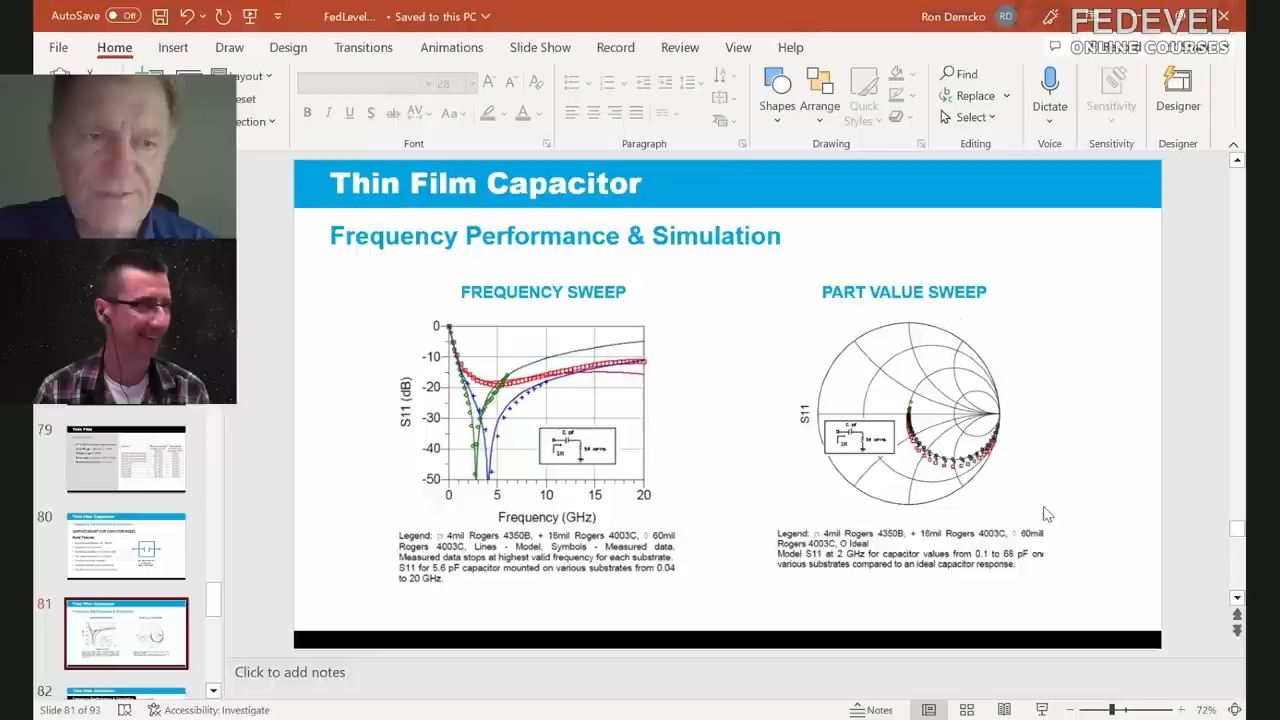 AutoSave Off
FedLevel... • Saved to this PC
Ron Demcko RD
FEDEVEL
ONLINE COURSES
File Home Insert Draw Design Transitions Animations Slide Show Record Review View Help
28
Shapes Arrange Quick Styles
Find
Replace
Select
Dictate
Sensitivity
Designer
Font Paragraph Drawing Editing Voice Sensitivity Designer
Thin Film Capacitor
Frequency Performance & Simulation
FREQUENCY SWEEP
PART VALUE SWEEP
0
-10
-20
-30
-40
-50
S11 (dB)
0 5 10 15 20
Frequency (GHz)
S11
Legend: □ 4mil Rogers 4350B, + 16mil Rogers 4003C, ◊ 60mil
Rogers 4003C, Lines - Model, Symbols - Measured data.
Measured data stops at highest valid frequency for each substrate.
S11 for 5.6 pF capacitor mounted on various substrates from 0.04
to 20 GHz.
Legend: □ 4mil Rogers 4350B, + 16mil Rogers 4003C, ◊ 60mil
Rogers 4003C, O Ideal
Model S11 at 2 GHz for capacitor values from 0.1 to 68 pF on
various substrates compared to an ideal capacitor response.
79
80
81
82
Click to add notes
Slide 81 of 93
Accessibility: Investigate
Notes
72%